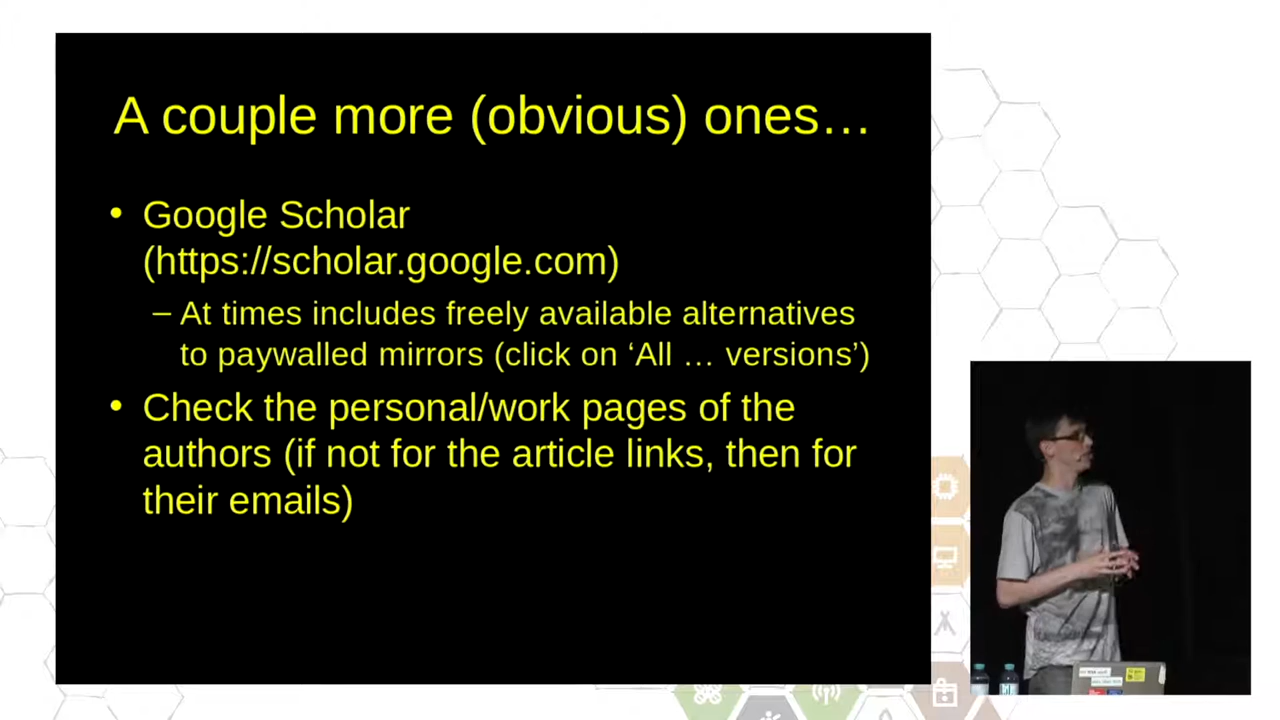 A couple more (obvious) ones…
• Google Scholar
(https://scholar.google.com)
– At times includes freely available alternatives
to paywalled mirrors (click on ‘All … versions’)
• Check the personal/work pages of the
authors (if not for the article links, then for
their emails)